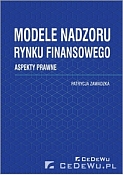 MODELE NADZORU
RYNKU FINANSOWEGO
ASPEKTY PRAWNE
PATRYCJA ZAWADZKA
CeDeWu
CEDEWU.PL